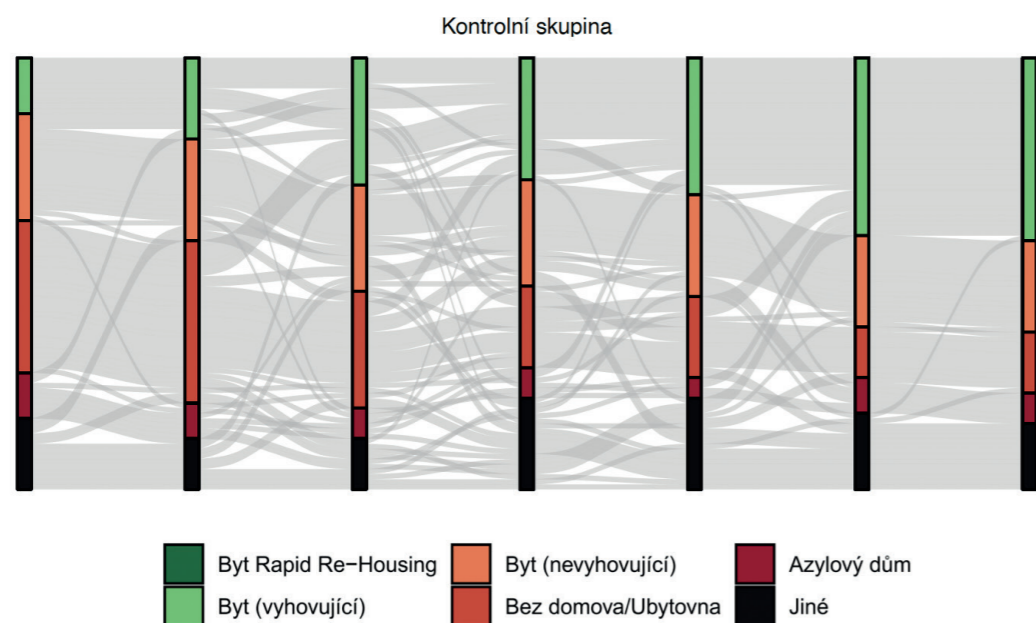 Kontrolní skupina
Byt Rapid Re−Housing
Byt (nevyhovující)
Azylový dům
Byt (vyhovující)
Bez domova/Ubytovna
Jiné